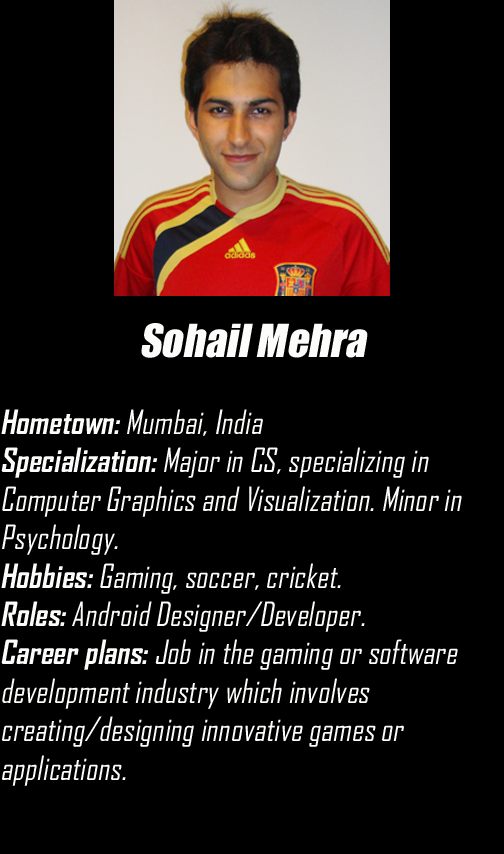 adidas
Sohail Mehra
Hometown: Mumbai, India
Specialization: Major in CS, specializing in
Computer Graphics and Visualization. Minor in
Psychology.
Hobbies: Gaming, soccer, cricket.
Roles: Android Designer/Developer.
Career plans: Job in the gaming or software
development industry which involves
creating/designing innovative games or
applications.